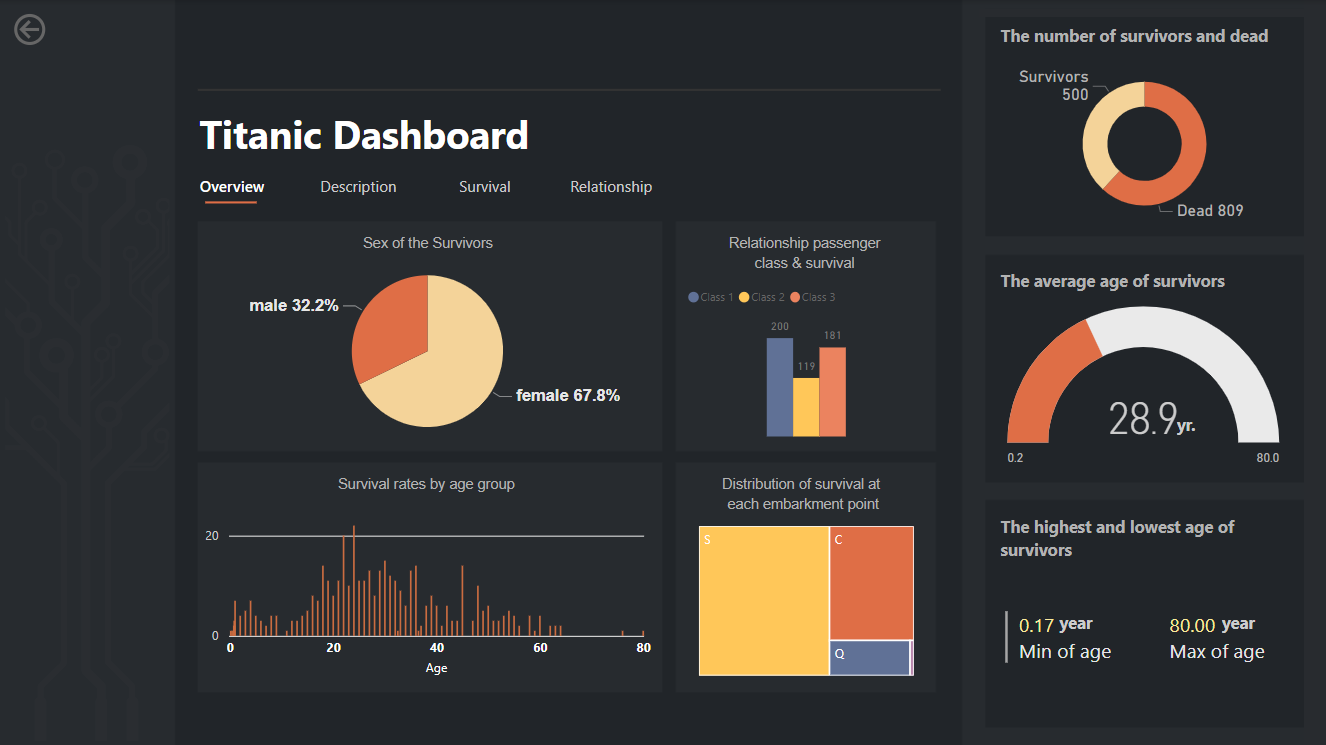 Titanic Dashboard
Overview
Description
Survival
Relationship
Sex of the Survivors
male 32.2%
female 67.8%
Relationship passenger
class & survival
Class 1
Class 2
Class 3
200
119
181
Survival rates by age group
20
0
0
20
40
60
80
Age
Distribution of survival at
each embarkment point
S
C
Q
The number of survivors and dead
Survivors
500
Dead 809
The average age of survivors
28.9yr.
0.2
80.0
The highest and lowest age of
survivors
0.17 year
Min of age
80.00 year
Max of age